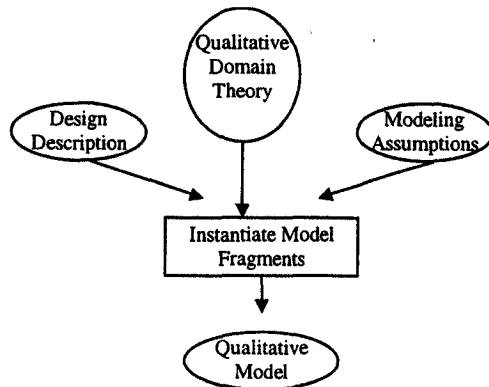 Qualitative
Domain
Theory
Design
Description
Modeling
Assumptions
Instantiate Model
Fragments
Qualitative
Model